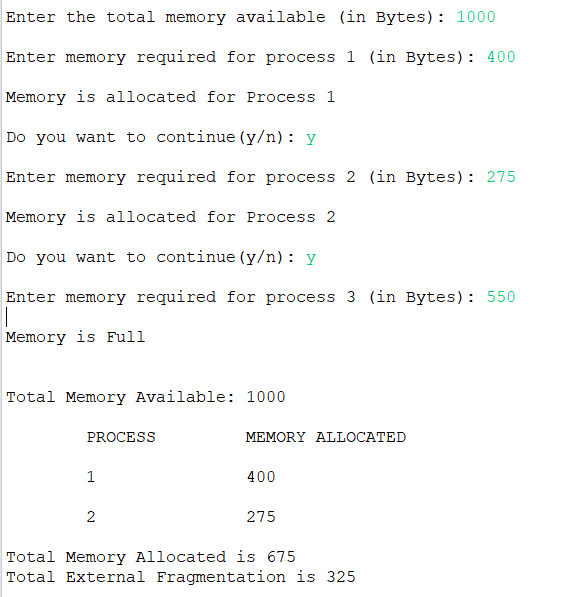 Enter the total memory available (in Bytes): 1000
Enter memory required for process 1 (in Bytes): 400
Memory is allocated for Process 1
Do you want to continue(y/n): y
Enter memory required for process 2 (in Bytes): 275
Memory is allocated for Process 2
Do you want to continue(y/n): y
Enter memory required for process 3 (in Bytes): 550
Memory is Full
Total Memory Available: 1000
PROCESS MEMORY ALLOCATED
1 400
2 275
Total Memory Allocated is 675
Total External Fragmentation is 325